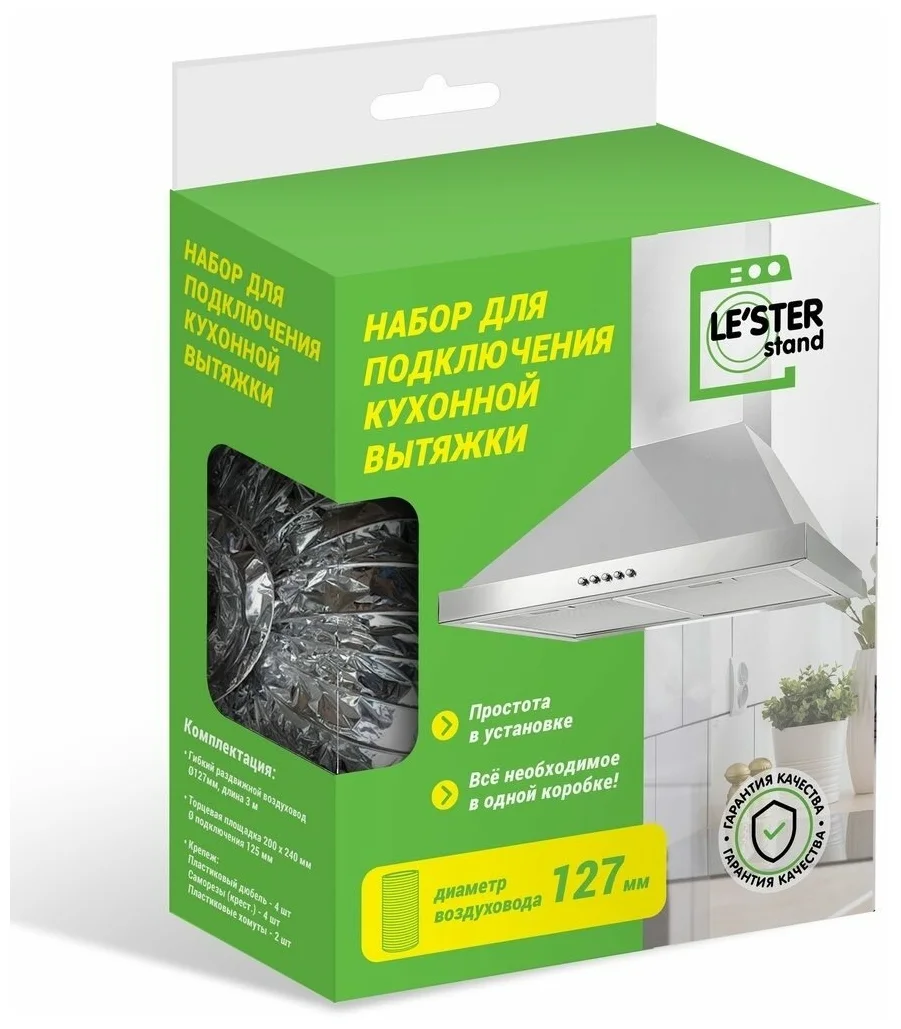 НАБОР ДЛЯ
ПОДКЛЮЧЕНИЯ
КУХОННОЙ
ВЫТЯЖКИ
Комплектация:
• Гибкий раздвижной воздуховод
Ø127мм, длина 3 м
• Торцевая площадка 200 х 240 мм
Ø подключения 125 мм
• Крепеж:
Пластиковый дюбель - 4 шт
Саморезы (крест.) - 4 шт
Пластиковые хомуты - 2 шт
НАБОР ДЛЯ
ПОДКЛЮЧЕНИЯ
КУХОННОЙ
ВЫТЯЖКИ
LE'STER
stand
Простота
в установке
Всё необходимое
в одной коробке!
диаметр
воздуховода
127 мм
• ГАРАНТИЯ КАЧЕСТВА •
ГАРАНТИЯ КАЧЕСТВА